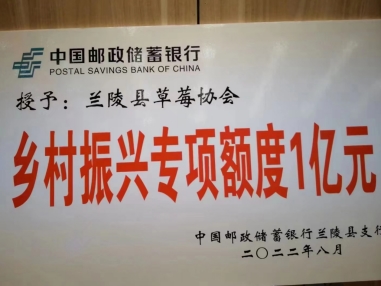 中国邮政储蓄银行
POSTAL SAVINGS BANK OF CHINA
授予：兰陵县草莓协会
乡村振兴专项额度1亿元
中国邮政储蓄银行兰陵县支行
二〇二二年八月